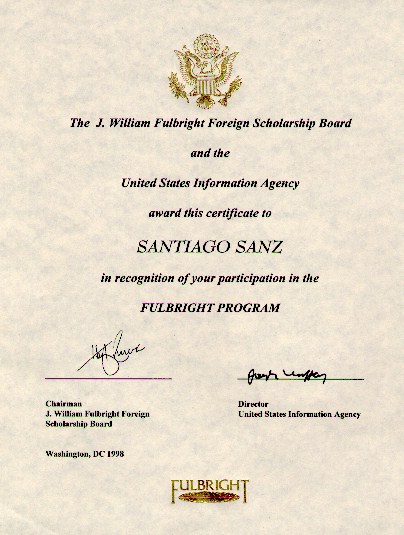 The J. William Fulbright Foreign Scholarship Board
and the
United States Information Agency
award this certificate to
SANTIAGO SANZ
in recognition of your participation in the
FULBRIGHT PROGRAM
Chairman
J. William Fulbright Foreign
Scholarship Board
Director
United States Information Agency
Washington, DC 1998
FULBRIGHT